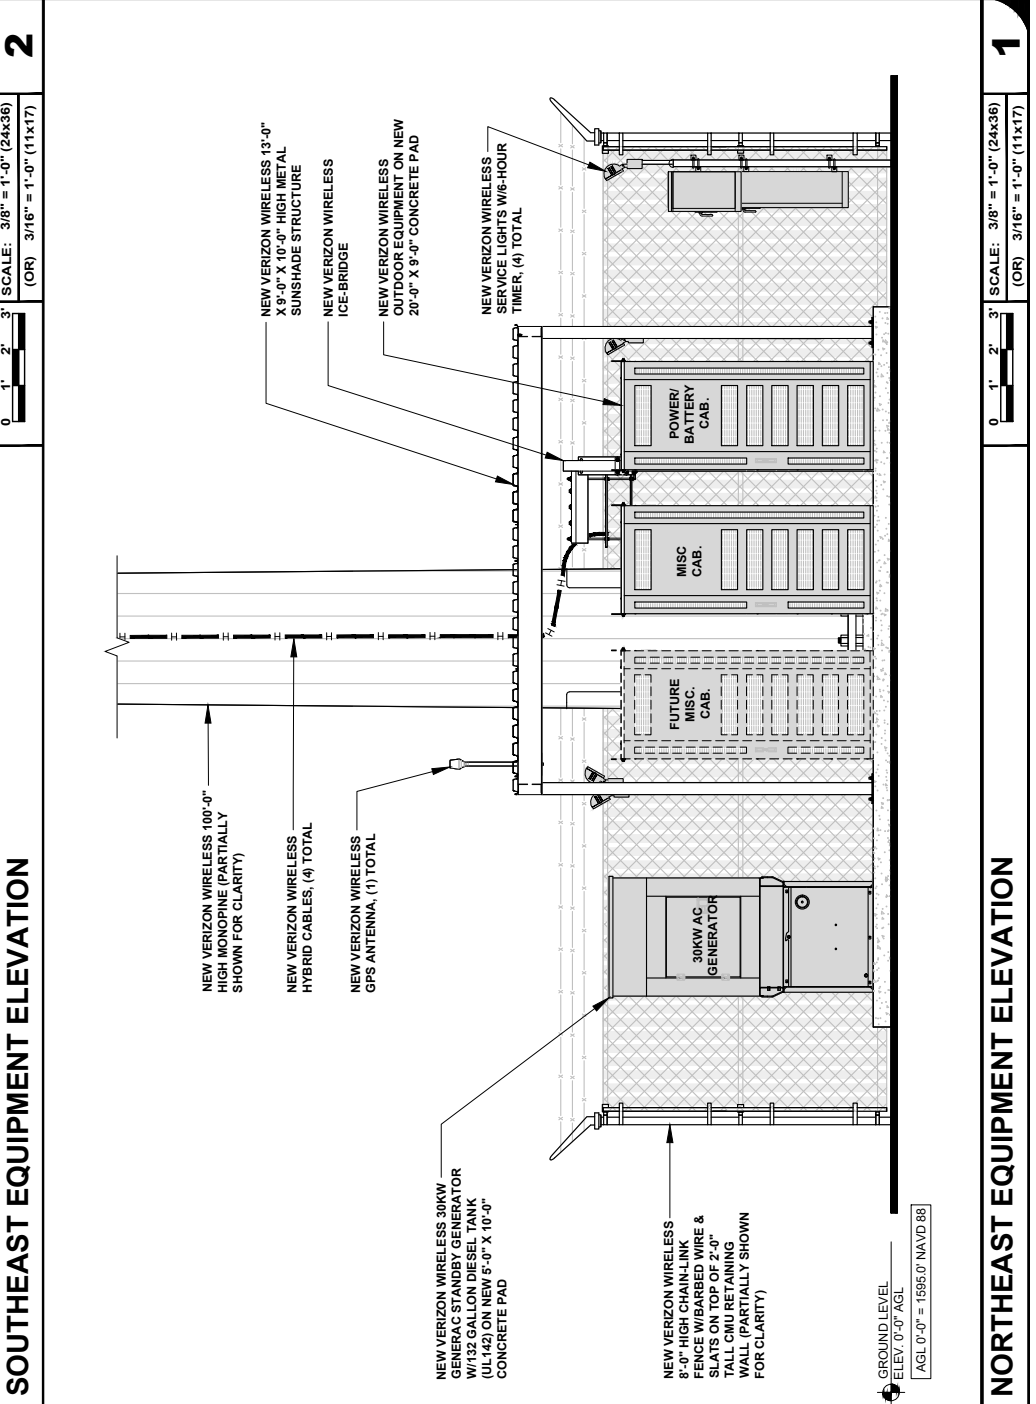 SOUTHEAST EQUIPMENT ELEVATION
0 1' 2' 3'
SCALE: 3/8" = 1'-0" (24x36)
(OR) 3/16" = 1'-0" (11x17)
2
NEW VERIZON WIRELESS 100'-0"
HIGH MONOPINE (PARTIALLY
SHOWN FOR CLARITY)
NEW VERIZON WIRELESS
HYBRID CABLES, (4) TOTAL
NEW VERIZON WIRELESS
GPS ANTENNA, (1) TOTAL
NEW VERIZON WIRELESS 13'-0"
X 9'-0" X 10'-0" HIGH METAL
SUNSHADE STRUCTURE
NEW VERIZON WIRELESS
ICE-BRIDGE
NEW VERIZON WIRELESS
OUTDOOR EQUIPMENT ON NEW
20'-0" X 9'-0" CONCRETE PAD
NEW VERIZON WIRELESS
SERVICE LIGHTS W/6-HOUR
TIMER, (4) TOTAL
NEW VERIZON WIRELESS 30KW
GENERAC STANDBY GENERATOR
W/132 GALLON DIESEL TANK
(UL142) ON NEW 5'-0" X 10'-0"
CONCRETE PAD
NEW VERIZON WIRELESS
8'-0" HIGH CHAIN-LINK
FENCE W/BARBED WIRE &
SLATS ON TOP OF 2'-0"
TALL CMU RETAINING
WALL (PARTIALLY SHOWN
FOR CLARITY)
30KW AC
GENERATOR
FUTURE
MISC.
CAB.
MISC
CAB.
POWER/
BATTERY
CAB.
H H H H H H H H H H
GROUND LEVEL
ELEV. 0'-0" AGL
AGL 0'-0" = 1595.0' NAVD 88
NORTHEAST EQUIPMENT ELEVATION
0 1' 2' 3'
SCALE: 3/8" = 1'-0" (24x36)
(OR) 3/16" = 1'-0" (11x17)
1